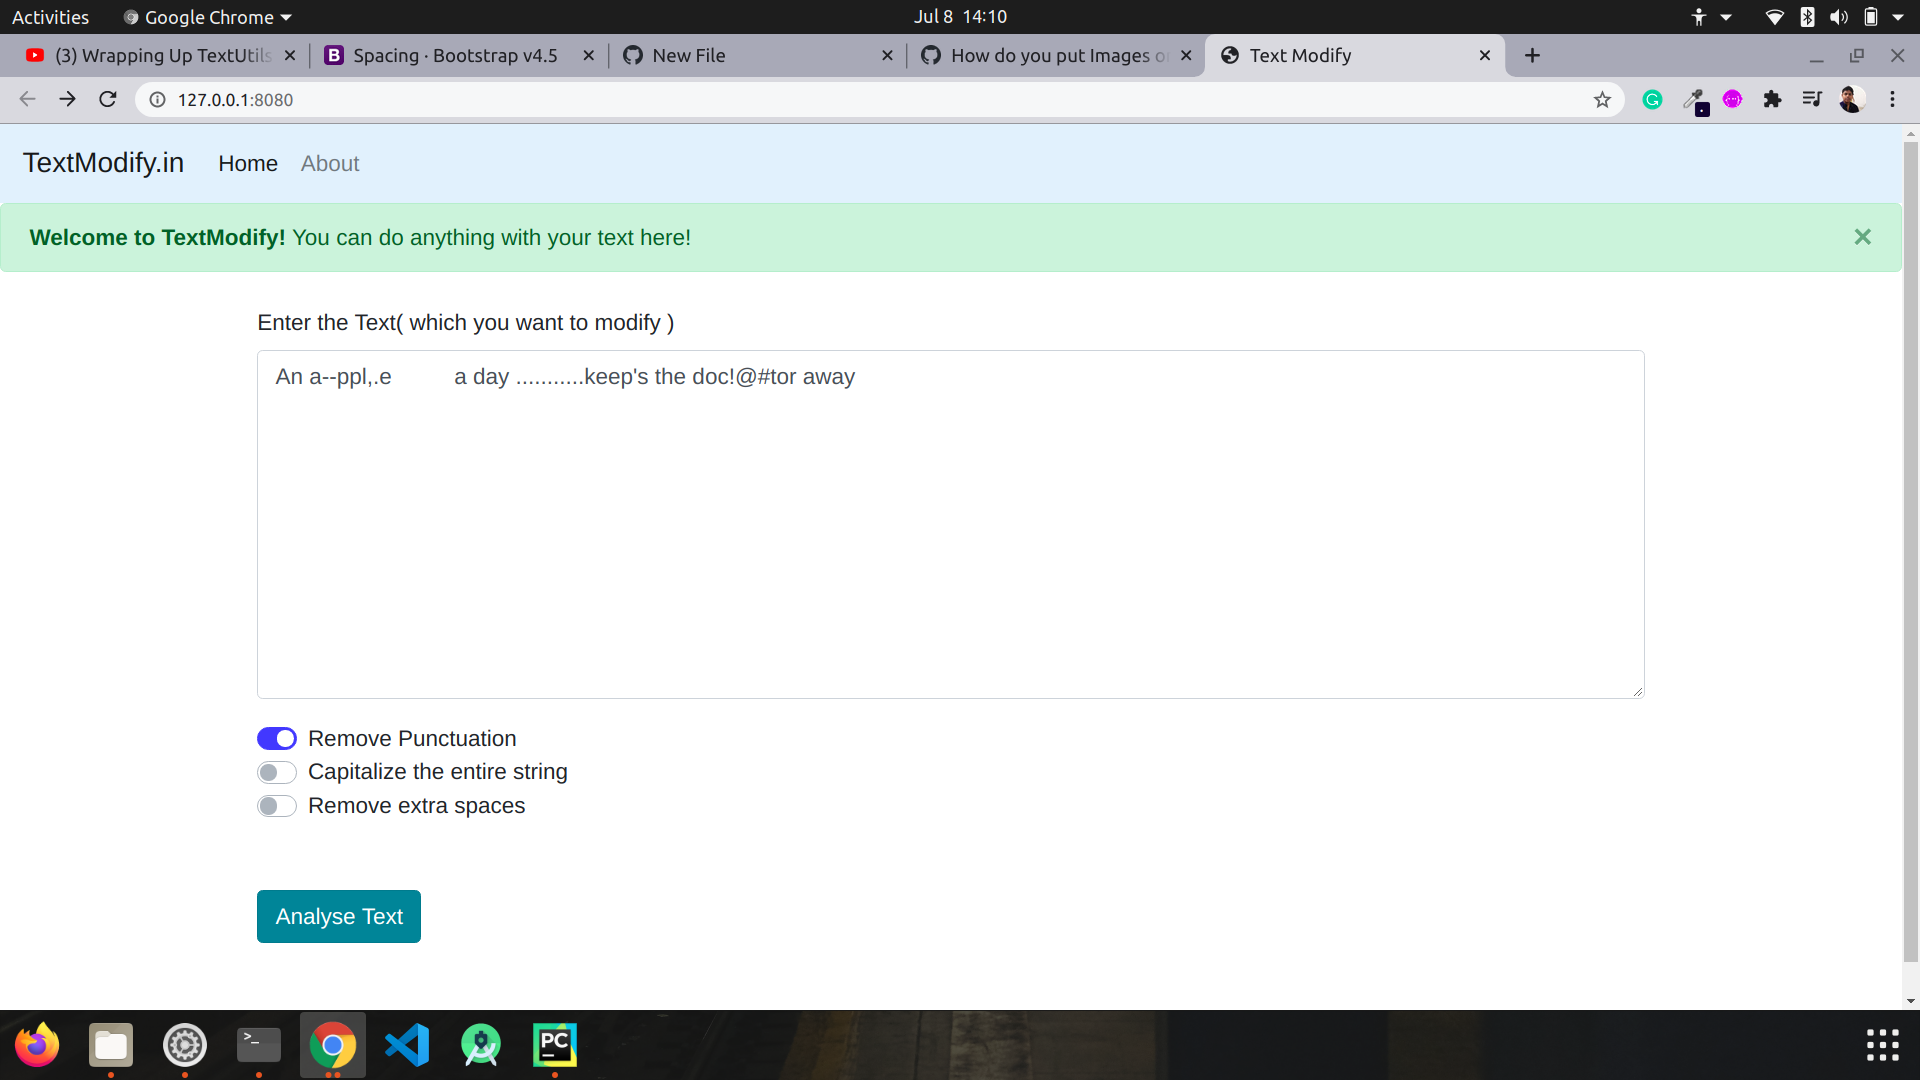 Activities Google Chrome Jul 8 14:10
(3) Wrapping Up TextUtils Spacing · Bootstrap v4.5 New File How do you put Images o Text Modify
127.0.0.1:8080
TextModify.in Home About
Welcome to TextModify! You can do anything with your text here!
Enter the Text( which you want to modify )
An a--ppl,.e          a day ...........keep's the doc!@#tor away
Remove Punctuation
Capitalize the entire string
Remove extra spaces
Analyse Text
PC